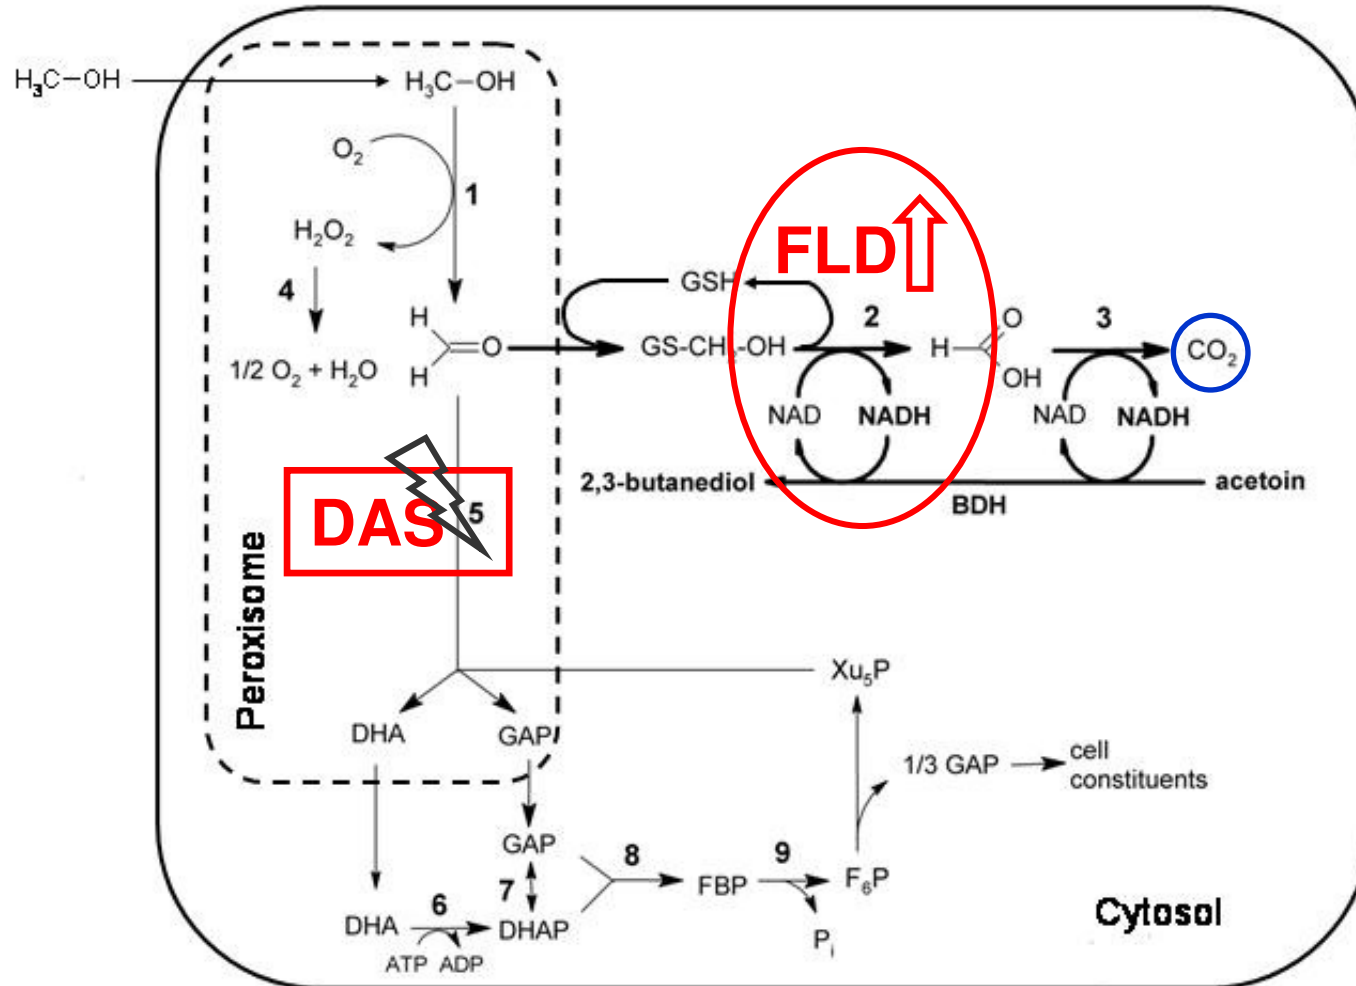 H₃C–OH
H₃C–OH
O₂
1
H₂O₂
4
1/2 O₂ + H₂O
H
H
O
GSH
GS-CH₂-OH
FLD
2
H
O
OH
3
CO₂
NAD
NADH
NAD
NADH
2,3-butanediol
BDH
acetoin
DAS
5
Peroxisome
Xu₅P
DHA
GAP
1/3 GAP
cell
constituents
GAP
8
9
FBP
F₆P
7
DHA
6
DHAP
Pᵢ
ATP
ADP
Cytosol